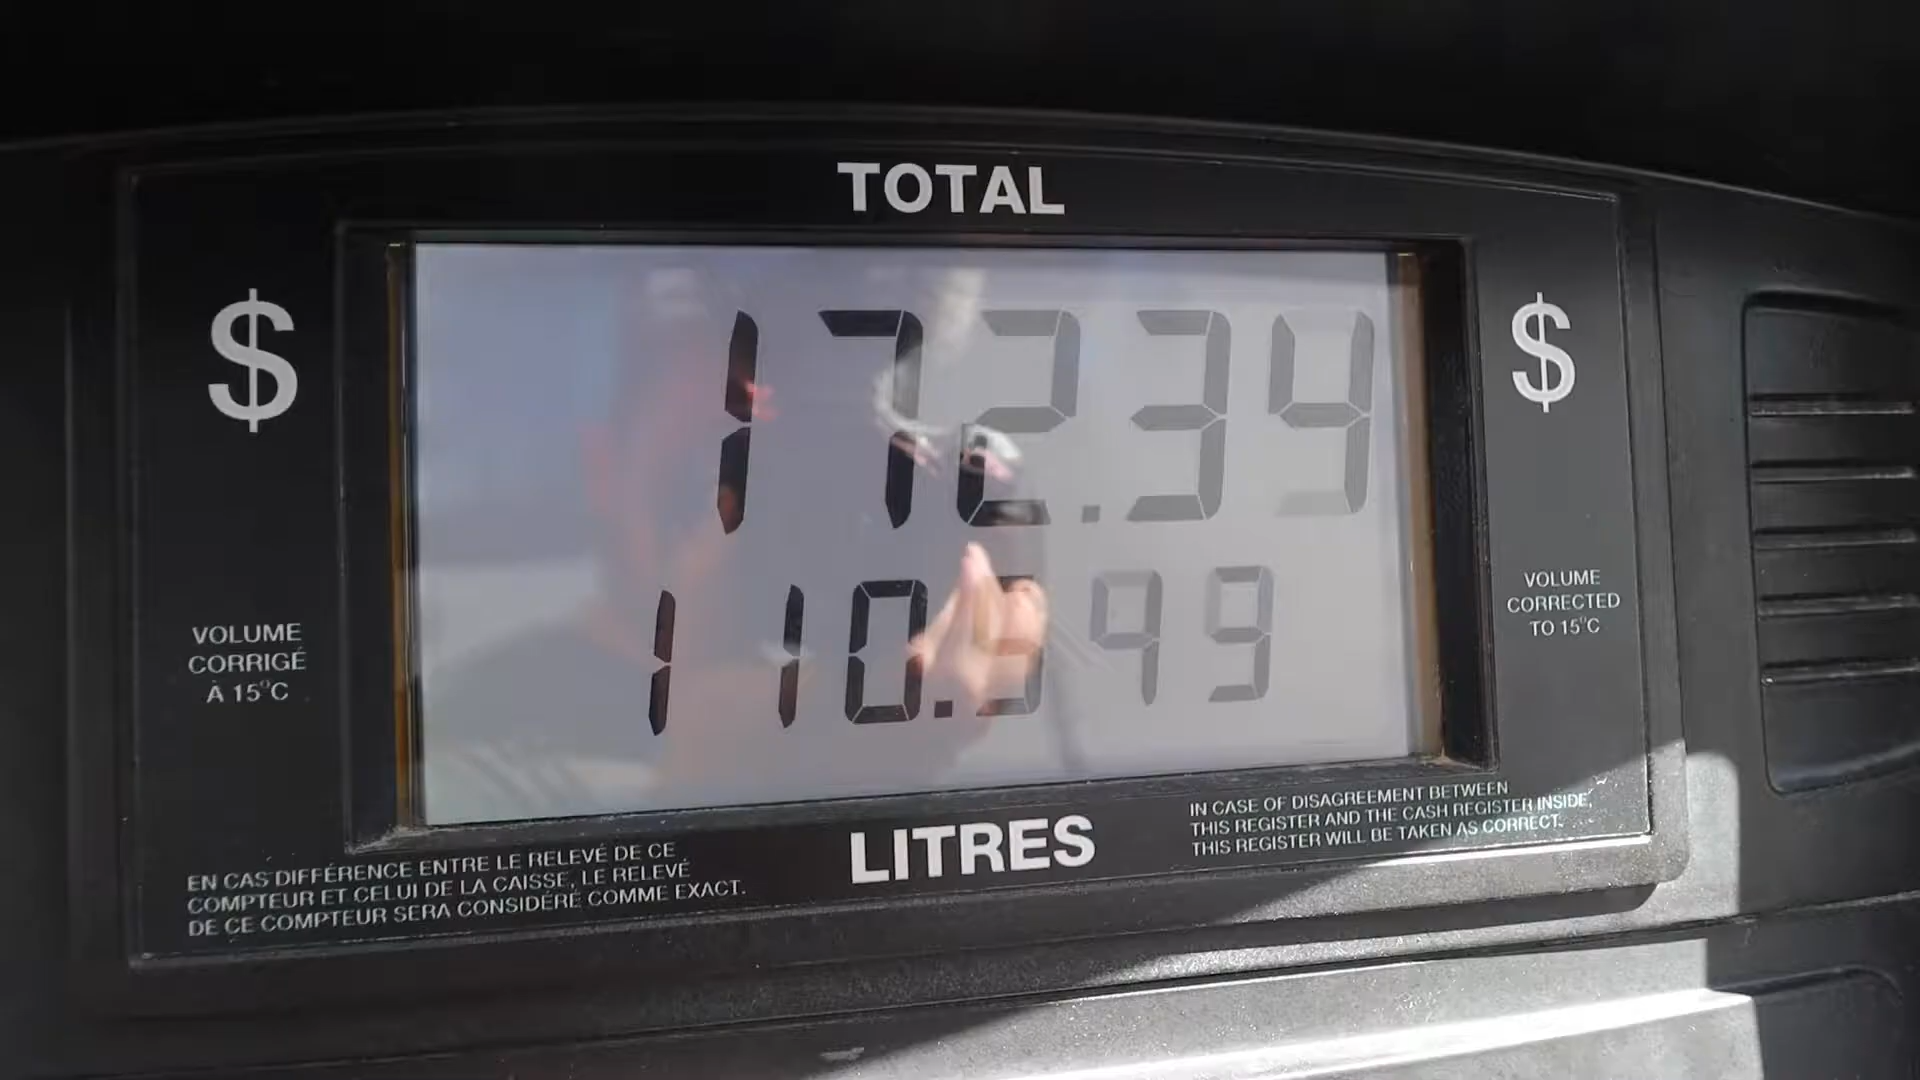 TOTAL
$
172.34
$
VOLUME
CORRIGÉ
À 15°C
VOLUME
CORRECTED
TO 15°C
LITRES
EN CAS DIFFÉRENCE ENTRE LE RELEVÉ DE CE
COMPTEUR ET CELUI DE LA CAISSE, LE RELEVÉ
DE CE COMPTEUR SERA CONSIDÉRÉ COMME EXACT.
IN CASE OF DISAGREEMENT BETWEEN
THIS REGISTER AND THE CASH REGISTER INSIDE,
THIS REGISTER WILL BE TAKEN AS CORRECT.